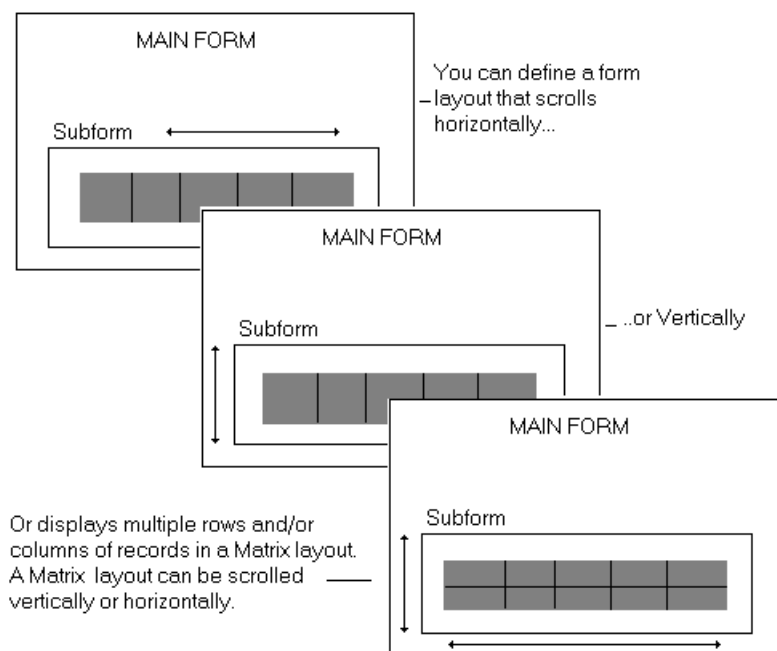 MAIN FORM
You can define a form
layout that scrolls
horizontally...
Subform
MAIN FORM
...or Vertically
Subform
MAIN FORM
Or displays multiple rows and/or
columns of records in a Matrix layout.
A Matrix layout can be scrolled
vertically or horizontally.
Subform